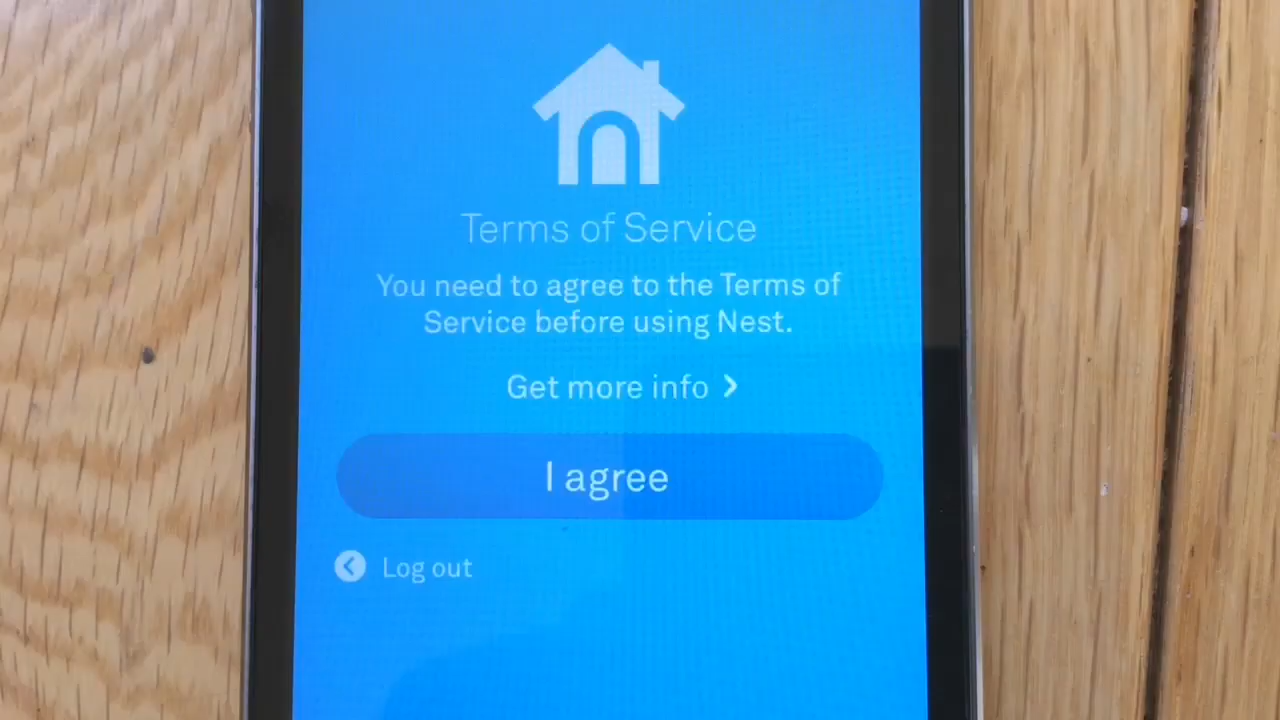 Terms of Service
You need to agree to the Terms of
Service before using Nest.
Get more info
I agree
Log out